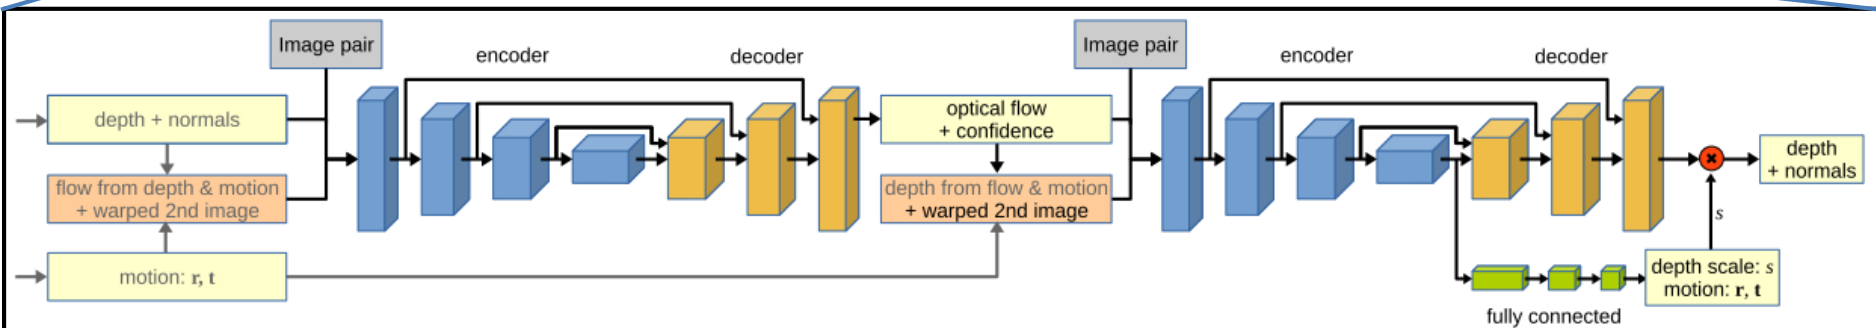 Image pair
encoder
decoder
depth + normals
flow from depth & motion
+ warped 2nd image
motion: r, t
optical flow
+ confidence
depth from flow & motion
+ warped 2nd image
Image pair
encoder
decoder
depth
+ normals
s
depth scale: s
motion: r, t
fully connected